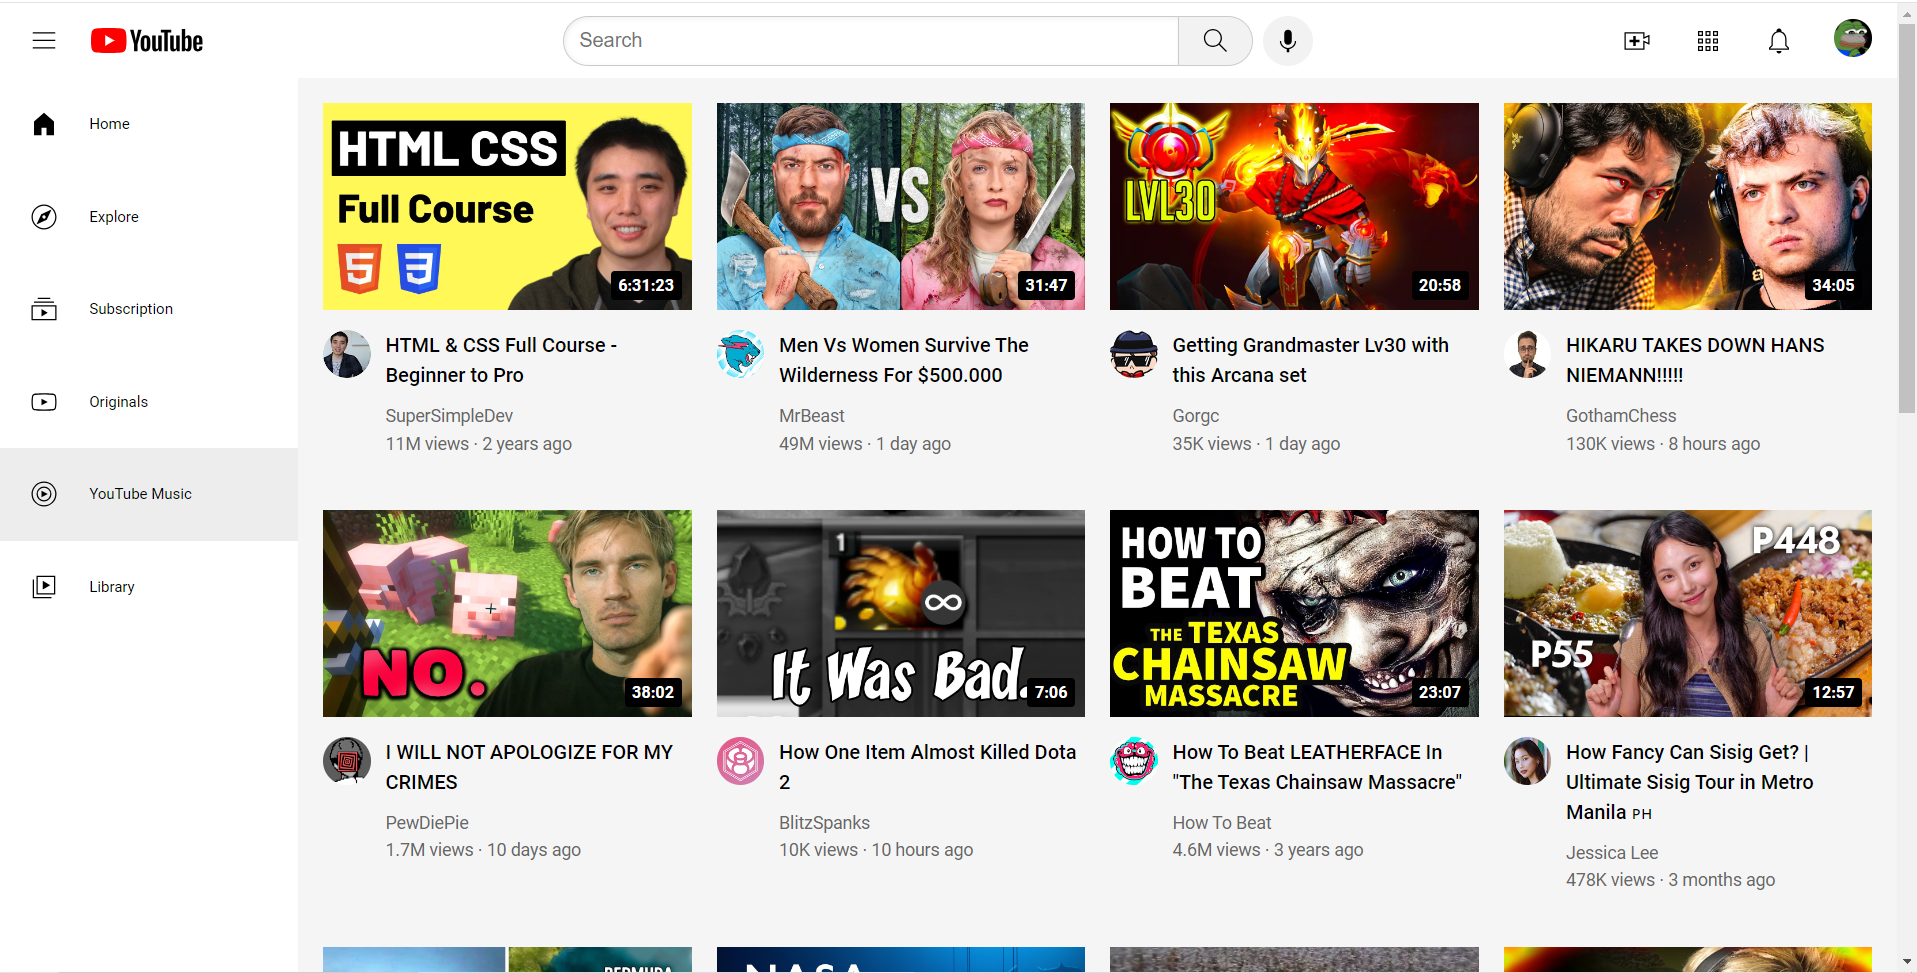 YouTube
Search
Home
Explore
Subscription
Originals
YouTube Music
Library
HTML CSS
Full Course
5
3
6:31:23
HTML & CSS Full Course -
Beginner to Pro
SuperSimpleDev
11M views · 2 years ago
VS
31:47
Men Vs Women Survive The
Wilderness For $500.000
MrBeast
49M views · 1 day ago
LVL30
20:58
Getting Grandmaster Lv30 with
this Arcana set
Gorgc
35K views · 1 day ago
34:05
HIKARU TAKES DOWN HANS
NIEMANN!!!!!
GothamChess
130K views · 8 hours ago
NO.
38:02
I WILL NOT APOLOGIZE FOR MY
CRIMES
PewDiePie
1.7M views · 10 days ago
1
∞
It Was Bad.
7:06
How One Item Almost Killed Dota
2
BlitzSpanks
10K views · 10 hours ago
HOW TO
BEAT
THE TEXAS
CHAINSAW
MASSACRE
23:07
How To Beat LEATHERFACE In
"The Texas Chainsaw Massacre"
How To Beat
4.6M views · 3 years ago
P448
P55
12:57
How Fancy Can Sisig Get? |
Ultimate Sisig Tour in Metro
Manila PH
Jessica Lee
478K views · 3 months ago
BERMUDA
NASA